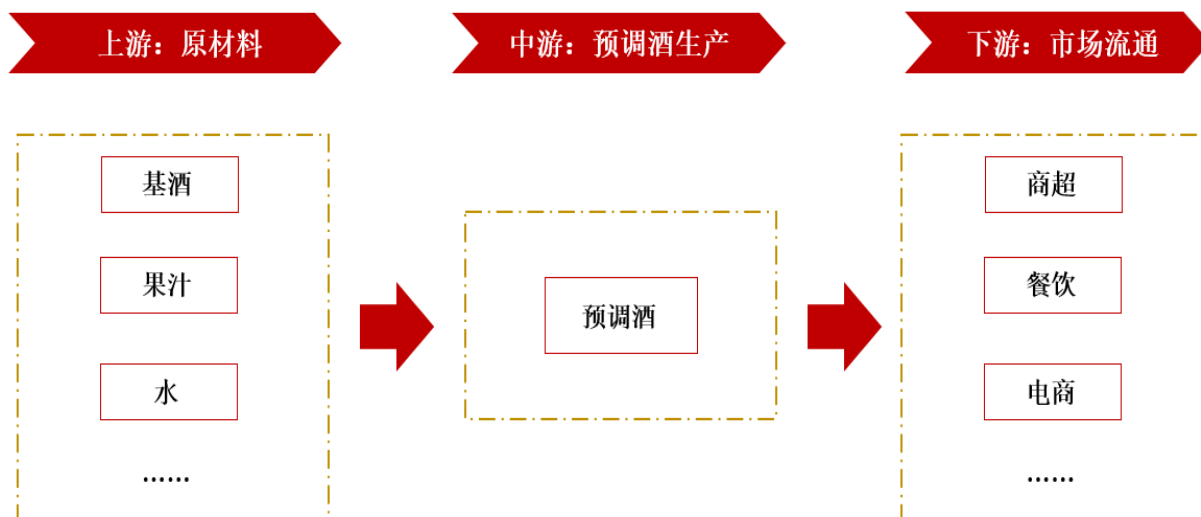 上游：原材料
中游：预调酒生产
下游：市场流通
基酒
果汁
水
......
预调酒
商超
餐饮
电商
......